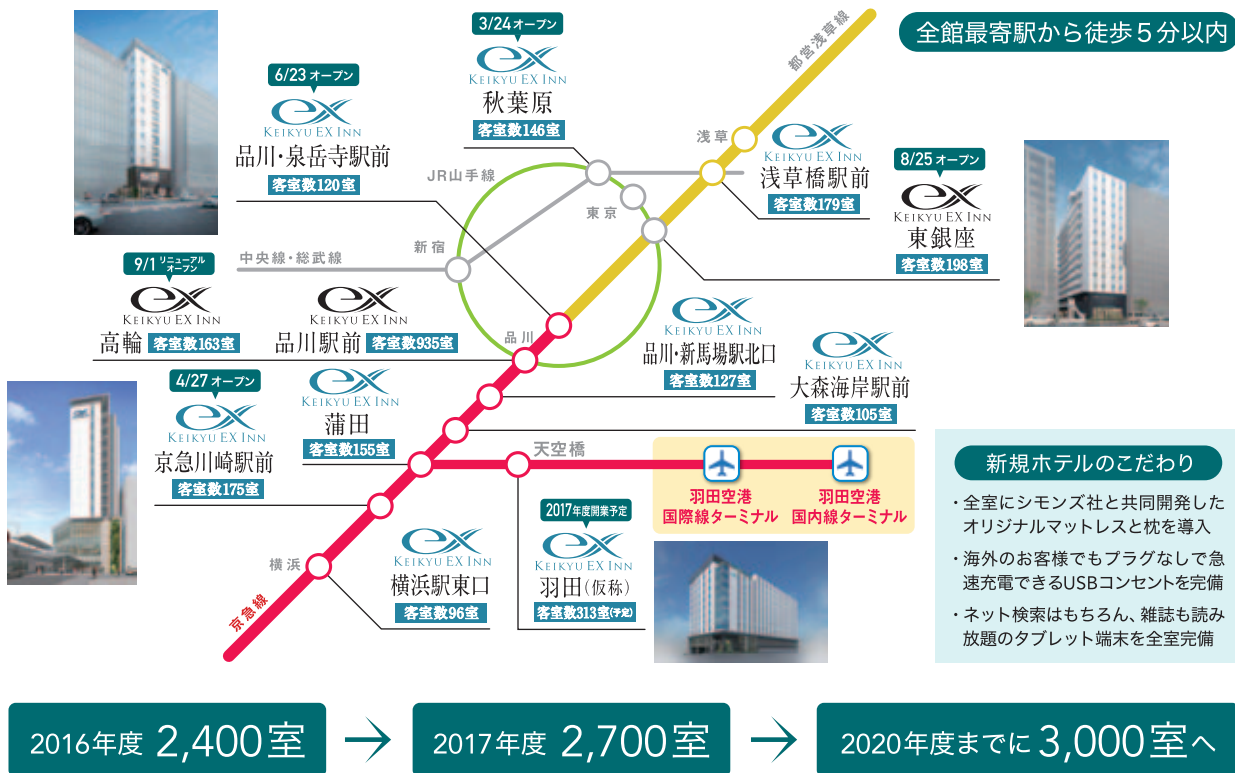 全館最寄駅から徒歩5分以内
3/24 オープン
ex
KEIKYU EX INN
秋葉原
客室数146室
6/23 オープン
ex
KEIKYU EX INN
品川・泉岳寺駅前
客室数120室
都営浅草線
浅草
ex
KEIKYU EX INN
浅草橋駅前
客室数179室
8/25 オープン
ex
KEIKYU EX INN
東銀座
客室数198室
JR山手線
東京
新宿
中央線・総武線
9/1 リニューアル
オープン
ex
KEIKYU EX INN
高輪 客室数163室
ex
KEIKYU EX INN
品川駅前 客室数935室
品川
ex
KEIKYU EX INN
品川・新馬場駅北口
客室数127室
ex
KEIKYU EX INN
大森海岸駅前
客室数105室
4/27 オープン
ex
KEIKYU EX INN
京急川崎駅前
客室数175室
ex
KEIKYU EX INN
蒲田
客室数155室
天空橋
羽田空港
国際線ターミナル
羽田空港
国内線ターミナル
2017年度開業予定
ex
KEIKYU EX INN
羽田(仮称)
客室数313室(予定)
横浜
ex
KEIKYU EX INN
横浜駅東口
客室数96室
京急線
新規ホテルのこだわり
・全室にシモンズ社と共同開発した
オリジナルマットレスと枕を導入
・海外のお客様でもプラグなしで急
速充電できるUSBコンセントを完備
・ネット検索はもちろん、雑誌も読み
放題のタブレット端末を全室完備
2016年度 2,400室
2017年度 2,700室
2020年度までに 3,000室へ